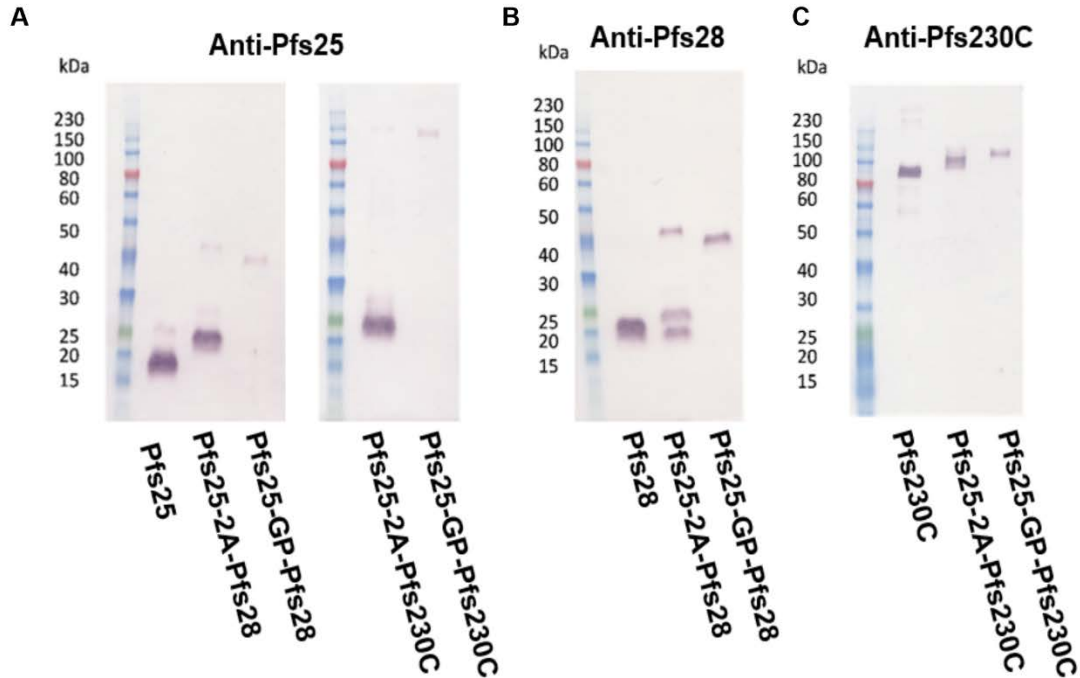 A
Anti-Pfs25
kDa
230
150
100
80
60
50
40
30
25
20
15
Pfs25
Pfs25-2A-Pfs28
Pfs25-GP-Pfs28
Pfs25-2A-Pfs230C
Pfs25-GP-Pfs230C
B
Anti-Pfs28
kDa
230
150
100
80
60
50
40
30
25
20
15
Pfs28
Pfs25-2A-Pfs28
Pfs25-GP-Pfs28
C
Anti-Pfs230C
kDa
230
150
100
80
60
50
40
30
25
20
15
Pfs230C
Pfs25-2A-Pfs230C
Pfs25-GP-Pfs230C